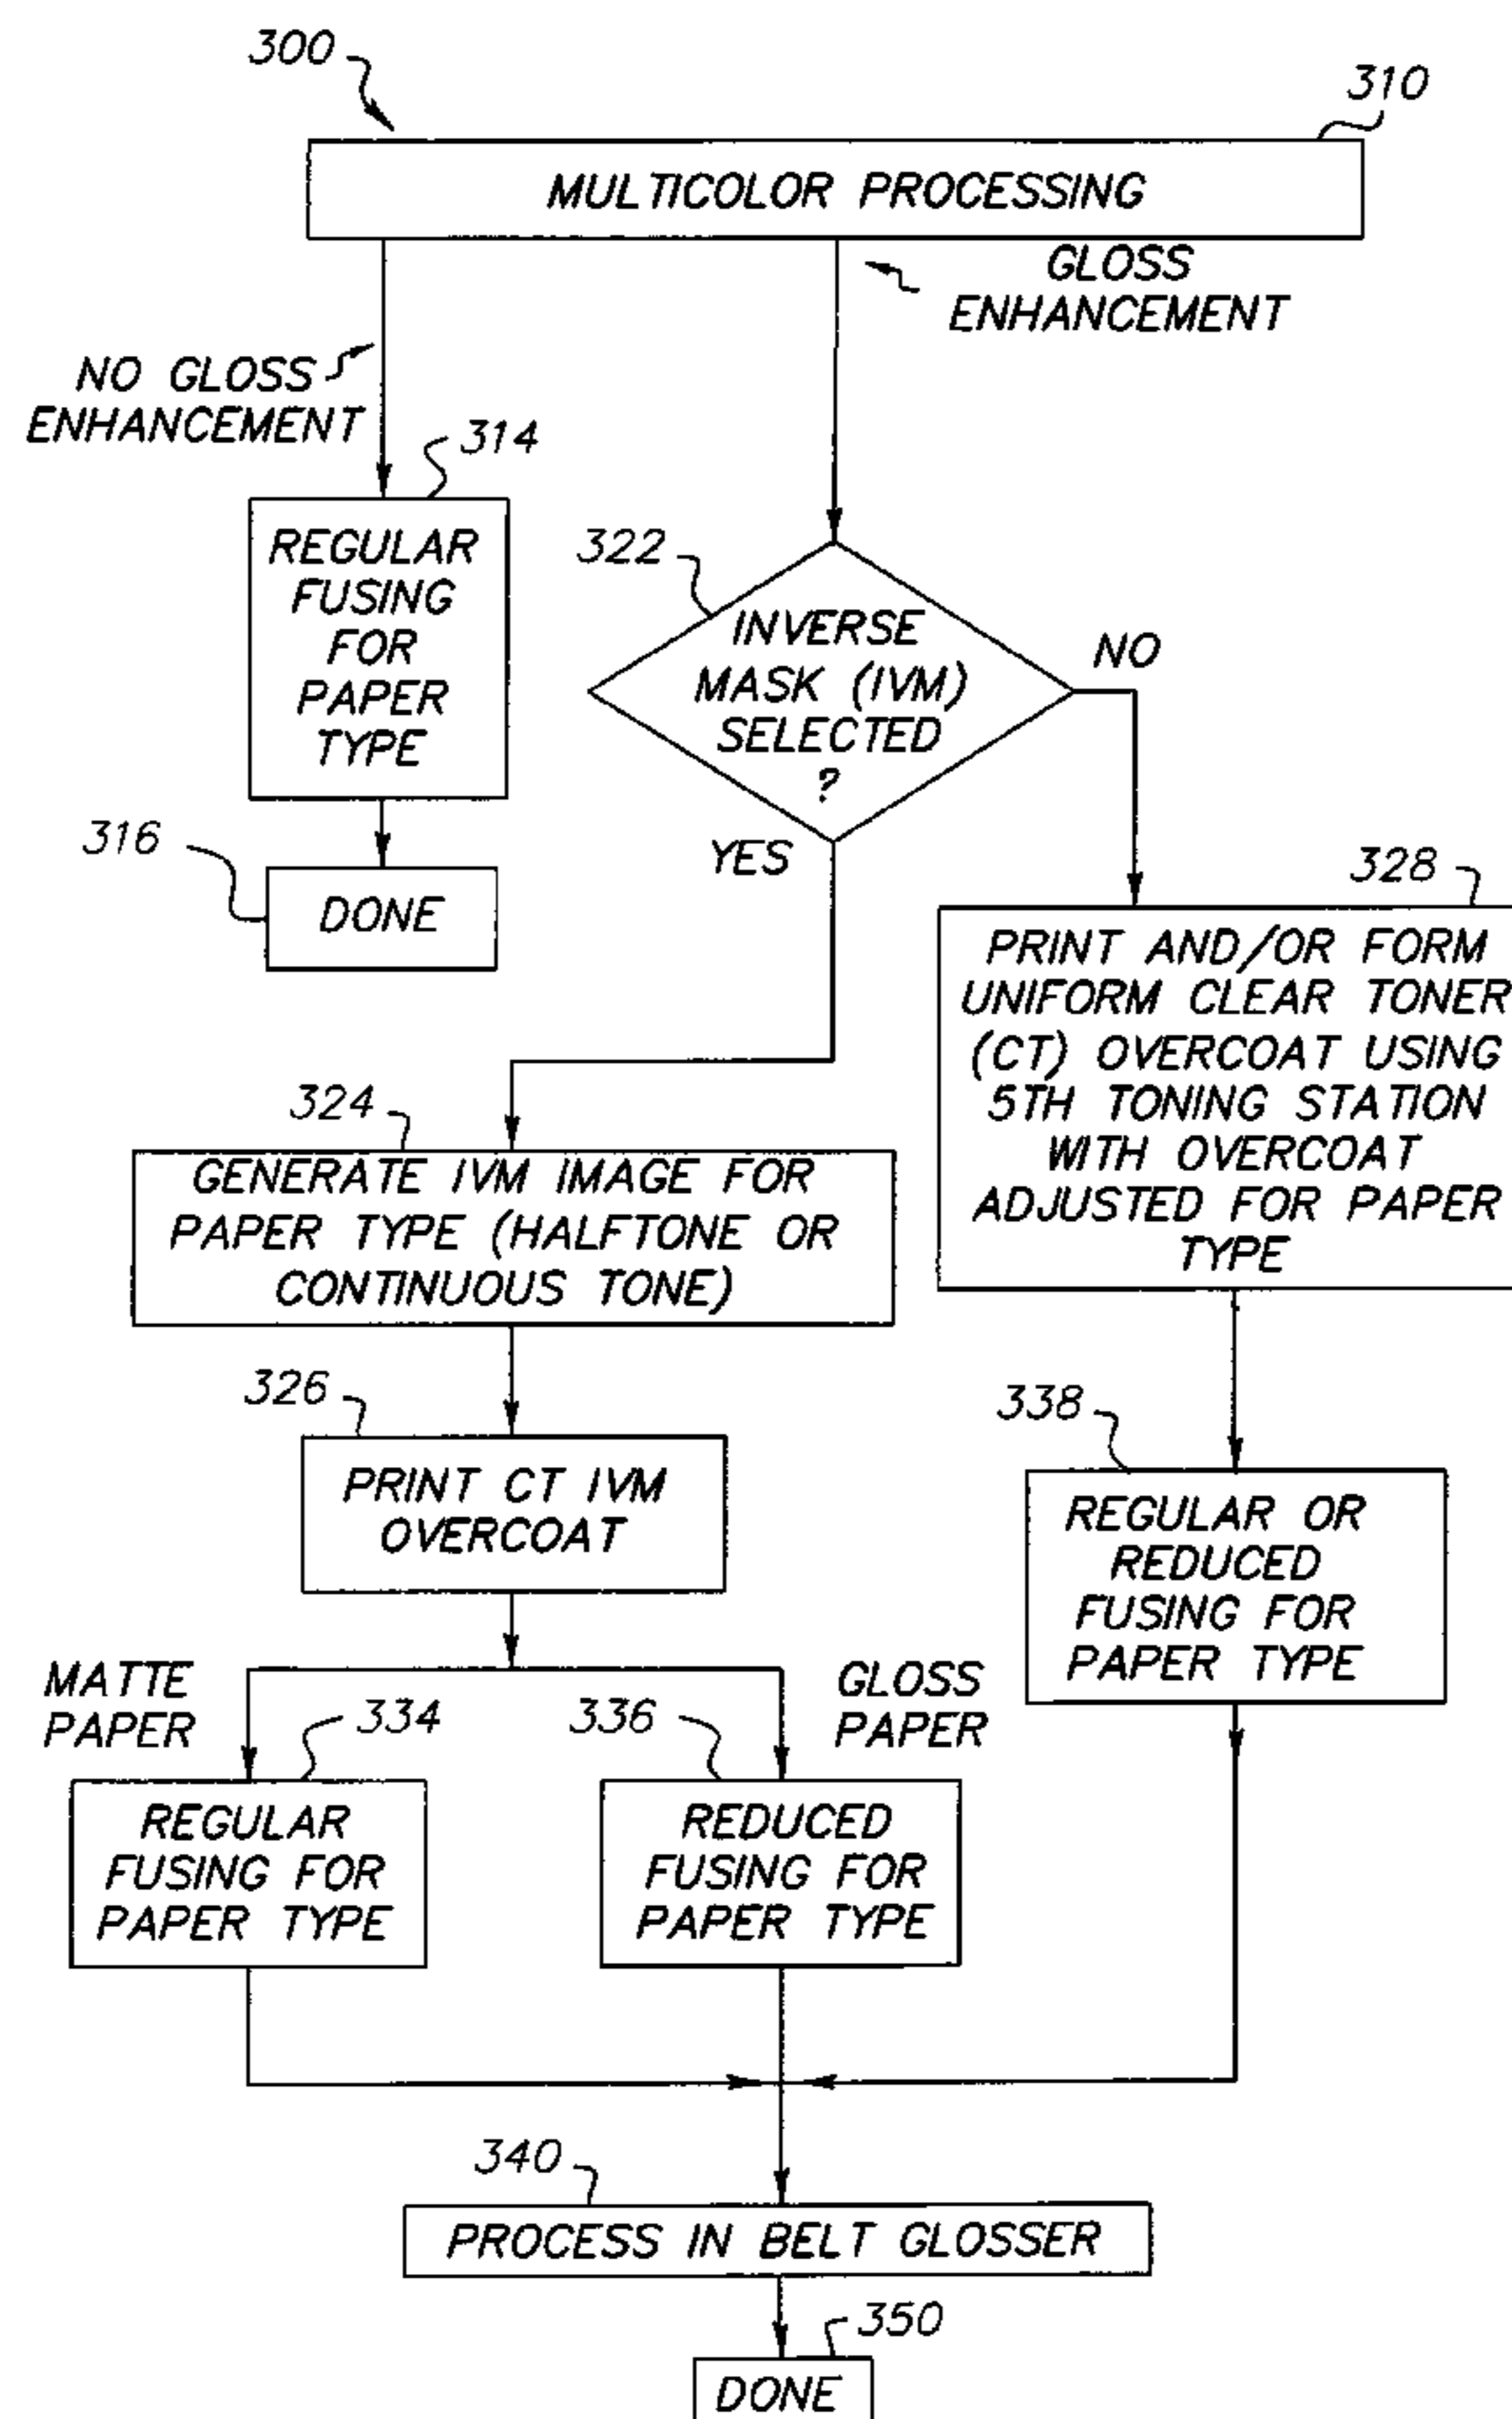 300
310
MULTICOLOR PROCESSING
GLOSS
ENHANCEMENT
NO GLOSS
ENHANCEMENT
314
REGULAR
FUSING
FOR
PAPER
TYPE
316
DONE
322
INVERSE
MASK (IVM)
SELECTED
?
NO
YES
328
PRINT AND/OR FORM
UNIFORM CLEAR TONER
(CT) OVERCOAT USING
5TH TONING STATION
WITH OVERCOAT
ADJUSTED FOR PAPER
TYPE
324
GENERATE IVM IMAGE FOR
PAPER TYPE (HALFTONE OR
CONTINUOUS TONE)
326
PRINT CT IVM
OVERCOAT
338
REGULAR OR
REDUCED
FUSING FOR
PAPER TYPE
MATTE
PAPER
334
REGULAR
FUSING FOR
PAPER TYPE
336
GLOSS
PAPER
REDUCED
FUSING FOR
PAPER TYPE
340
PROCESS IN BELT GLOSSER
350
DONE